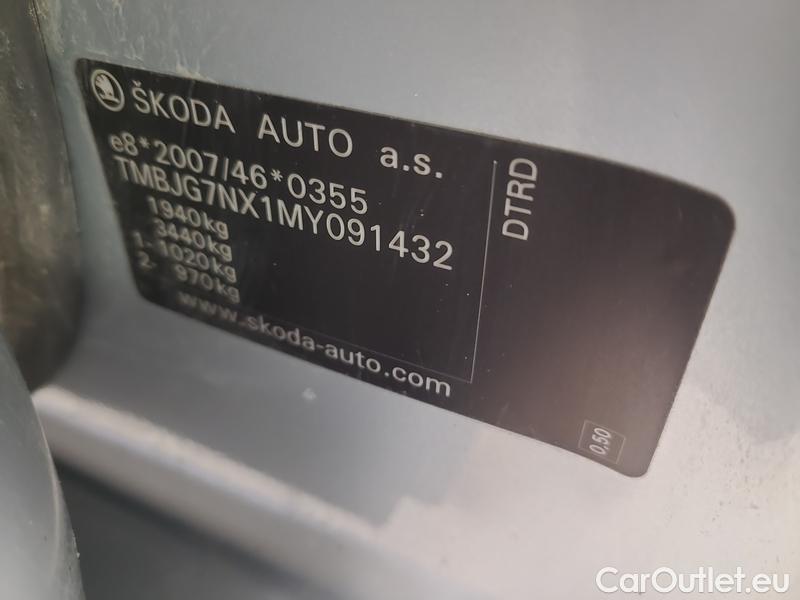 ŠKODA AUTO a.s.
e8*2007/46*0355
TMBJG7NX1MY091432
1940kg
3440kg
1-1020kg
2- 970kg
www.skoda-auto.com
DTRD
0,50
CarOutlet.eu